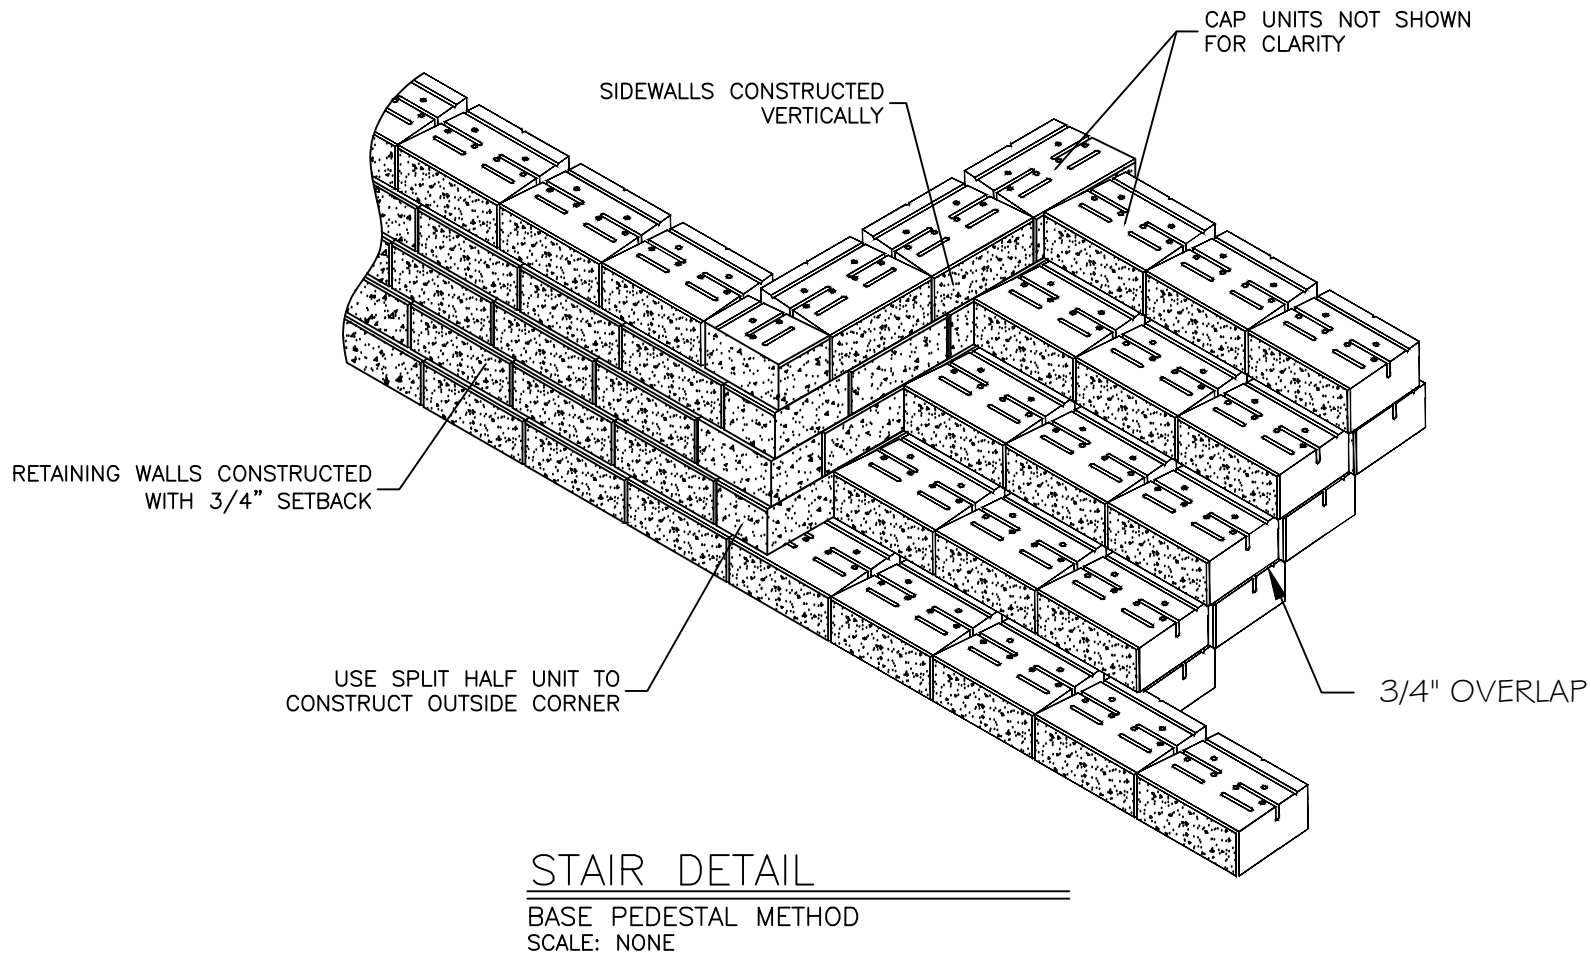 CAP UNITS NOT SHOWN
FOR CLARITY
SIDEWALLS CONSTRUCTED
VERTICALLY
RETAINING WALLS CONSTRUCTED
WITH 3/4” SETBACK
USE SPLIT HALF UNIT TO
CONSTRUCT OUTSIDE CORNER
3/4" OVERLAP
STAIR DETAIL
BASE PEDESTAL METHOD
SCALE: NONE